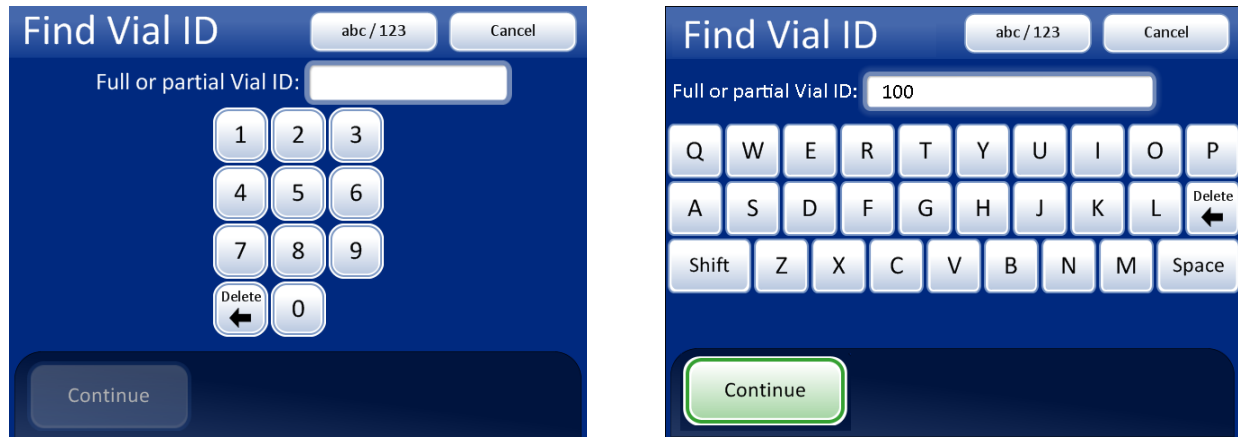 Find Vial ID abc / 123 Cancel
Full or partial Vial ID:
1 2 3
4 5 6
7 8 9
Delete 0
Continue
Find Vial ID abc / 123 Cancel
Full or partial Vial ID: 100
Q W E R T Y U I O P
A S D F G H J K L Delete
Shift Z X C V B N M Space
Continue